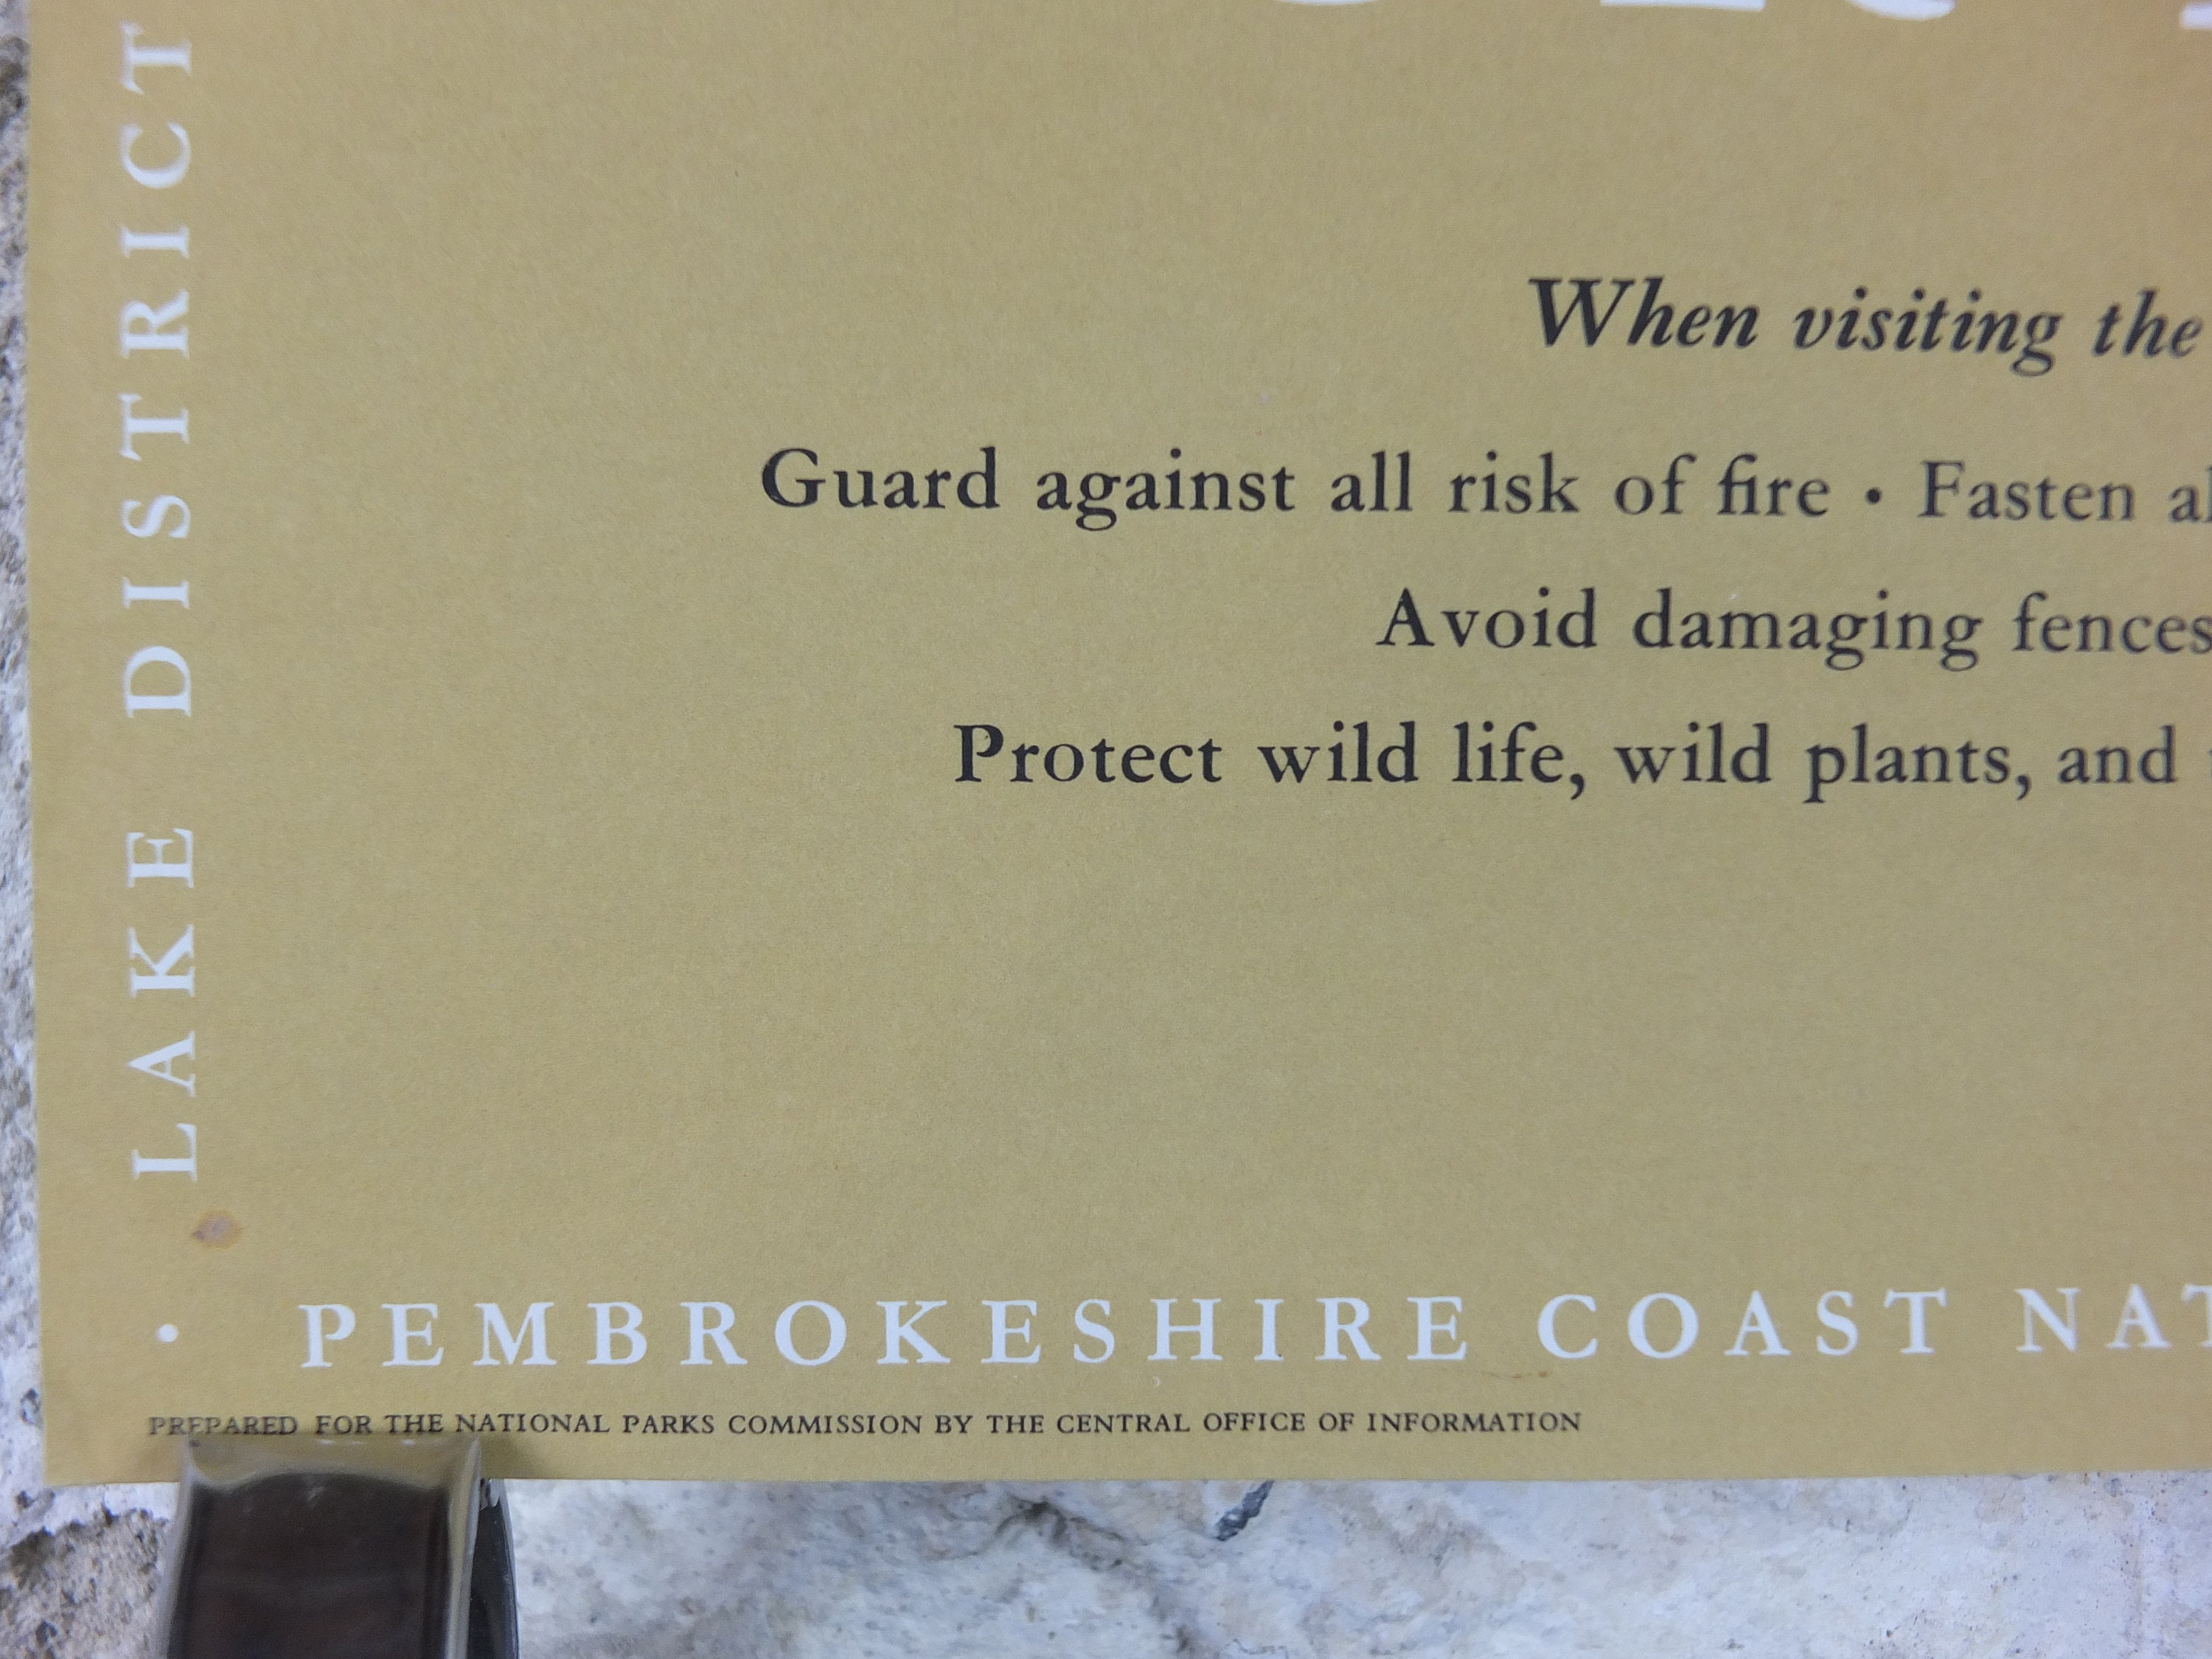 LAKE DISTRICT
When visiting the
Guard against all risk of fire • Fasten
Avoid damaging fences
Protect wild life, wild plants, and
• PEMBROKESHIRE COAST
PREPARED FOR THE NATIONAL PARKS COMMISSION BY THE CENTRAL OFFICE OF INFORMATION